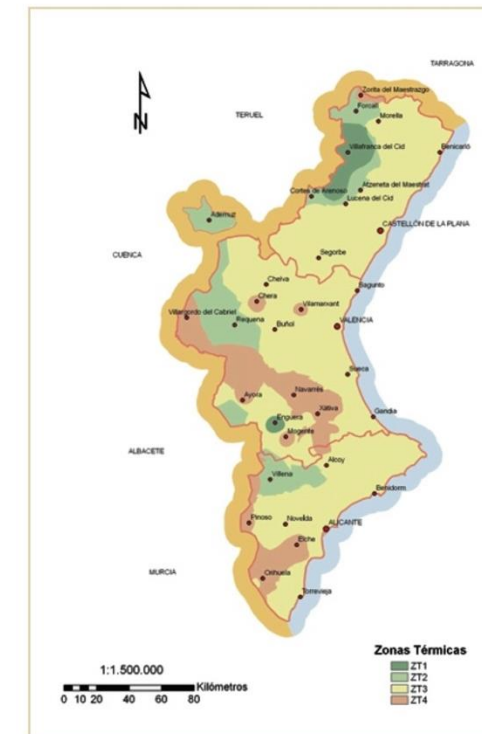 TARRAGONA
Zorita del Maestrazgo
Forcall
Morella
TERUEL
Villafranca del Cid
Benicarló
Cortes de Arenoso
Atzeneta del Maestrat
Lucena del Cid
Ademuz
CASTELLÓN DE LA PLANA
CUENCA
Segorbe
Chelva
Sagunto
Chera
Vilamarxant
Villargordo del Cabriel
Requena
Buñol
VALENCIA
Sueca
Navarrés
Ayora
Xàtiva
Gandia
Enguera
Mogente
ALBACETE
Alcoy
Villena
Benidorm
Pinoso
Novelda
ALICANTE
Elche
MURCIA
Orihuela
Torrevieja
N
Zonas Térmicas
ZT1
ZT2
ZT3
ZT4
1:1.500.000
Kilómetros
0 10 20 40 60 80